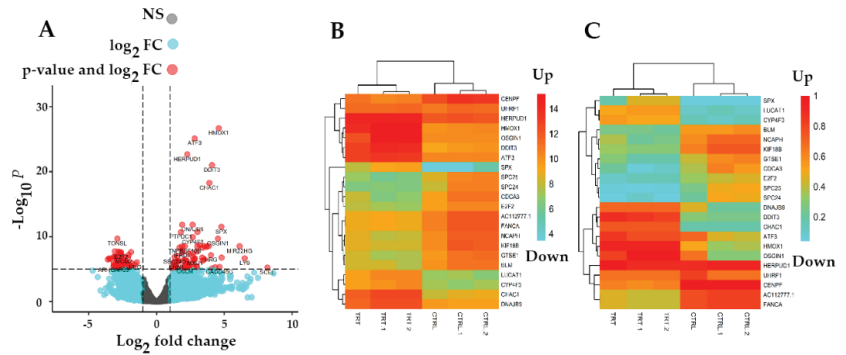 A
NS
log2 FC
p-value and log2 FC
-Log10 P
30
20
10
0
HMOX1
ATF3
HERPUD1
DDIT3
CHAC1
SPX
TONSL
OSGIN1
MIR22HG
-5
0
5
10
Log2 fold change
B
Up
14
12
10
8
6
4
Down
CENPF
UHRF1
HERPUD1
HMOX1
OSGIN1
DDIT3
ATF3
SPX
SPC25
SPC24
CDCA3
E2F2
AC112777.1
FANCA
NCAPH
KIF18B
GTSE1
BLM
LUCAT1
CYP4F3
CHAC1
DNAJB9
TRT
TRT 1
TRT 2
CTRL
CTRL 1
CTRL 2
C
Up
1
0.8
0.6
0.4
0.2
Down
SPX
LUCAT1
CYP4F3
BLM
NCAPH
KIF18B
GTSE1
CDCA3
E2F2
SPC25
SPC24
DNAJB9
DDIT3
CHAC1
ATF3
HMOX1
OSGIN1
HERPUD1
UHRF1
CENPF
AC112777.1
FANCA
TRT
TRT 1
TRT 2
CTRL
CTRL 1
CTRL 2